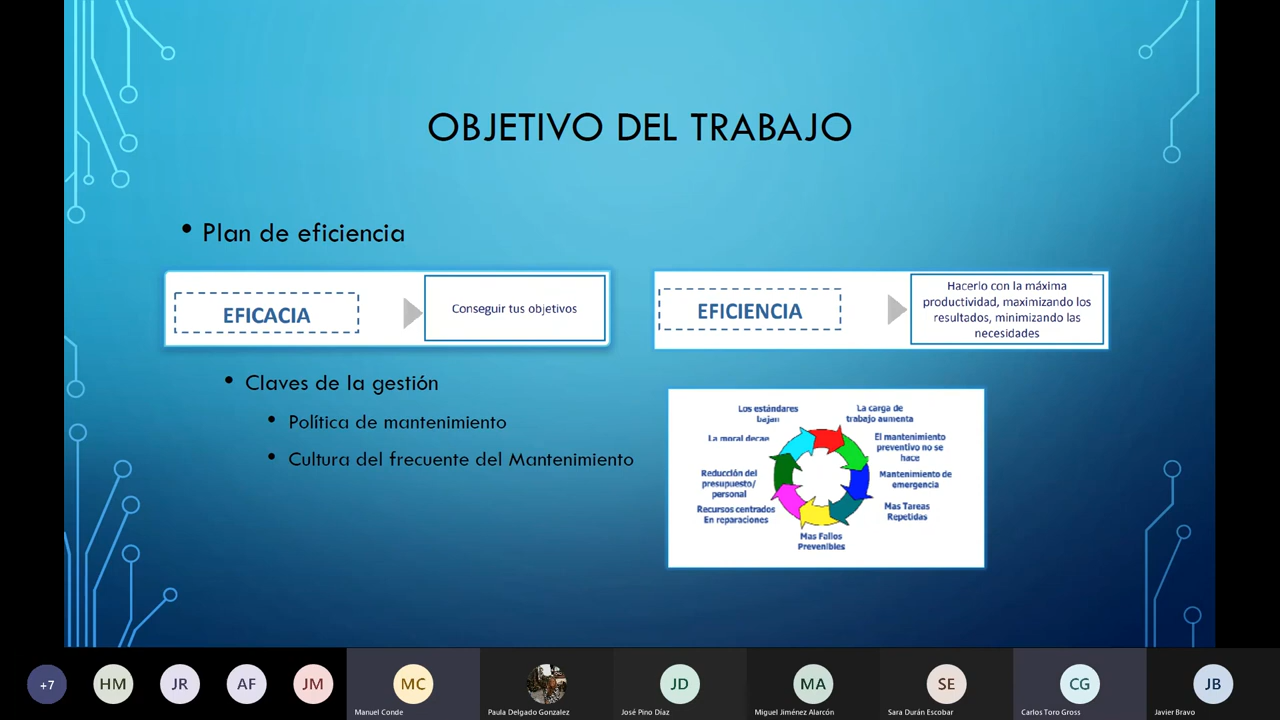 OBJETIVO DEL TRABAJO
• Plan de eficiencia
EFICACIA
Conseguir tus objetivos
EFICIENCIA
Hacerlo con la máxima
productividad, maximizando los
resultados, minimizando las
necesidades
• Claves de la gestión
• Política de mantenimiento
• Cultura del frecuente del Mantenimiento
Los estándares
bajan
La carga de
trabajo aumenta
La moral decae
El mantenimiento
preventivo no se
hace
Reducción del
presupuesto/
personal
Mantenimiento de
emergencia
Recursos centrados
En reparaciones
Mas Tareas
Repetidas
Mas Fallos
Prevenibles
+7
HM
JR
AF
JM
MC
Manuel Conde
Paula Delgado Gonzalez
JD
José Pino Díaz
MA
Miguel Jiménez Alarcón
SE
Sara Durán Escobar
CG
Carlos Toro Gross
JB
Javier Bravo